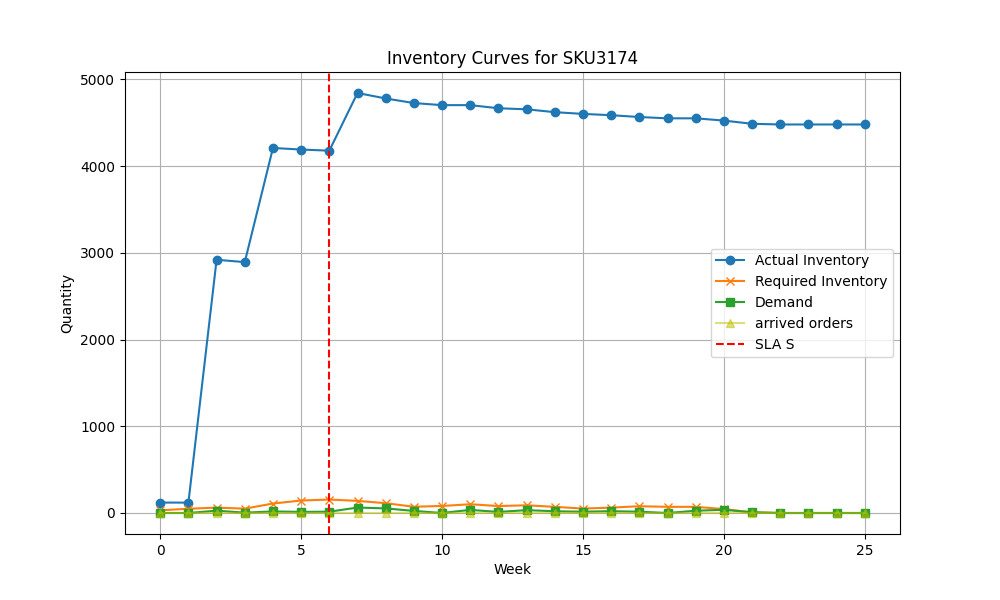 Inventory Curves for SKU3174
5000
4000
3000
2000
1000
0
Quantity
Actual Inventory
Required Inventory
Demand
arrived orders
SLA S
0 5 10 15 20 25
Week